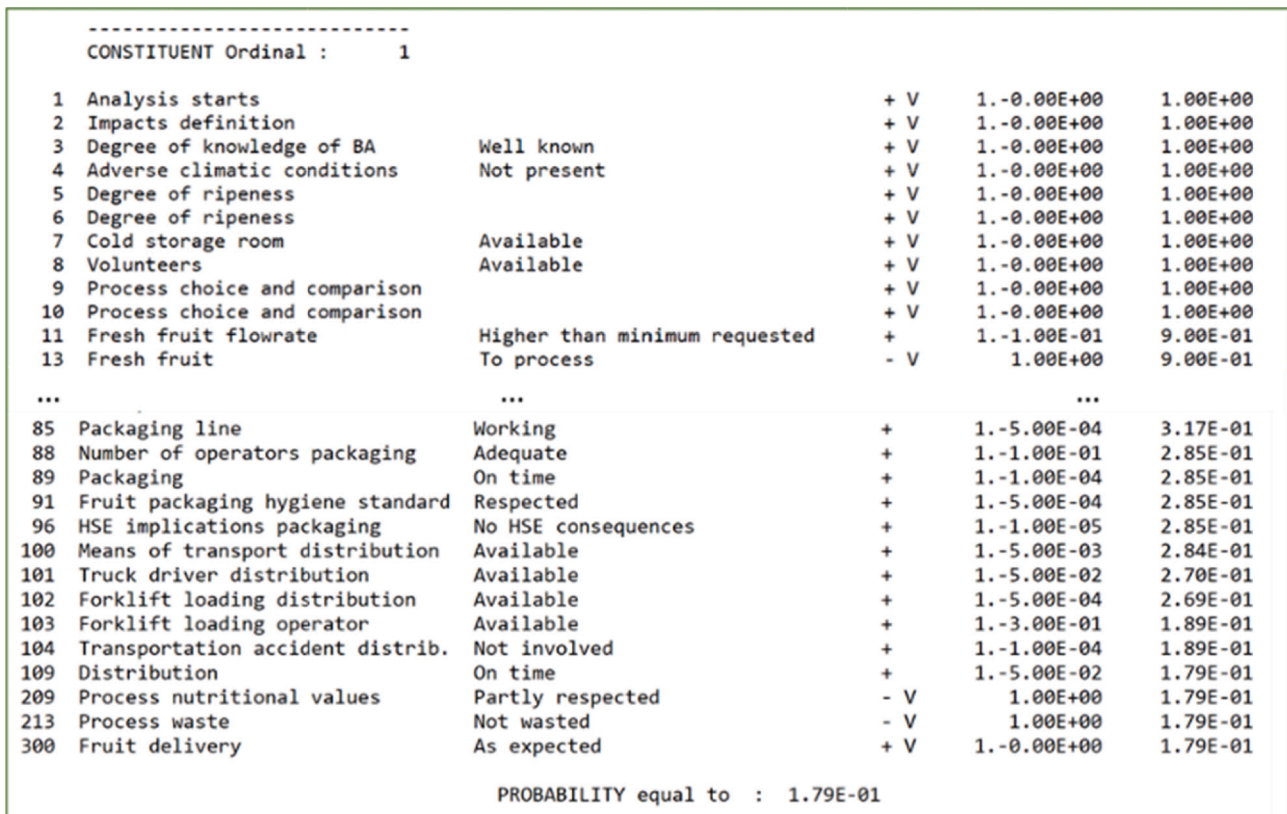 ----------------------------
CONSTITUENT Ordinal : 1
1 Analysis starts + V 1.-0.00E+00 1.00E+00
2 Impacts definition + V 1.-0.00E+00 1.00E+00
3 Degree of knowledge of BA Well known + V 1.-0.00E+00 1.00E+00
4 Adverse climatic conditions Not present + V 1.-0.00E+00 1.00E+00
5 Degree of ripeness + V 1.-0.00E+00 1.00E+00
6 Degree of ripeness + V 1.-0.00E+00 1.00E+00
7 Cold storage room Available + V 1.-0.00E+00 1.00E+00
8 Volunteers Available + V 1.-0.00E+00 1.00E+00
9 Process choice and comparison + V 1.-0.00E+00 1.00E+00
10 Process choice and comparison + V 1.-0.00E+00 1.00E+00
11 Fresh fruit flowrate Higher than minimum requested + 1.-1.00E-01 9.00E-01
13 Fresh fruit To process - V 1.00E+00 9.00E-01
... ... ...
85 Packaging line Working + 1.-5.00E-04 3.17E-01
88 Number of operators packaging Adequate + 1.-1.00E-01 2.85E-01
89 Packaging On time + 1.-1.00E-04 2.85E-01
91 Fruit packaging hygiene standard Respected + 1.-5.00E-04 2.85E-01
96 HSE implications packaging No HSE consequences + 1.-1.00E-05 2.85E-01
100 Means of transport distribution Available + 1.-5.00E-03 2.84E-01
101 Truck driver distribution Available + 1.-5.00E-02 2.70E-01
102 Forklift loading distribution Available + 1.-5.00E-04 2.69E-01
103 Forklift loading operator Available + 1.-3.00E-01 1.89E-01
104 Transportation accident distrib. Not involved + 1.-1.00E-04 1.89E-01
109 Distribution On time + 1.-5.00E-02 1.79E-01
209 Process nutritional values Partly respected - V 1.00E+00 1.79E-01
213 Process waste Not wasted - V 1.00E+00 1.79E-01
300 Fruit delivery As expected + V 1.-0.00E+00 1.79E-01
PROBABILITY equal to : 1.79E-01